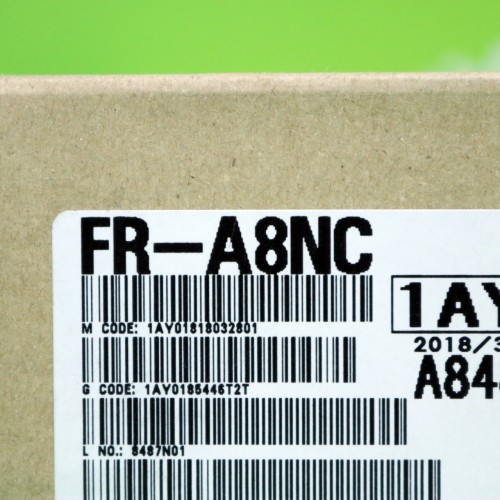 FR-A8NC
1AY
M CODE: 1AY01818032801
2018/3
A84
G CODE: 1AY0185446T2T
L NO.: 8487N01